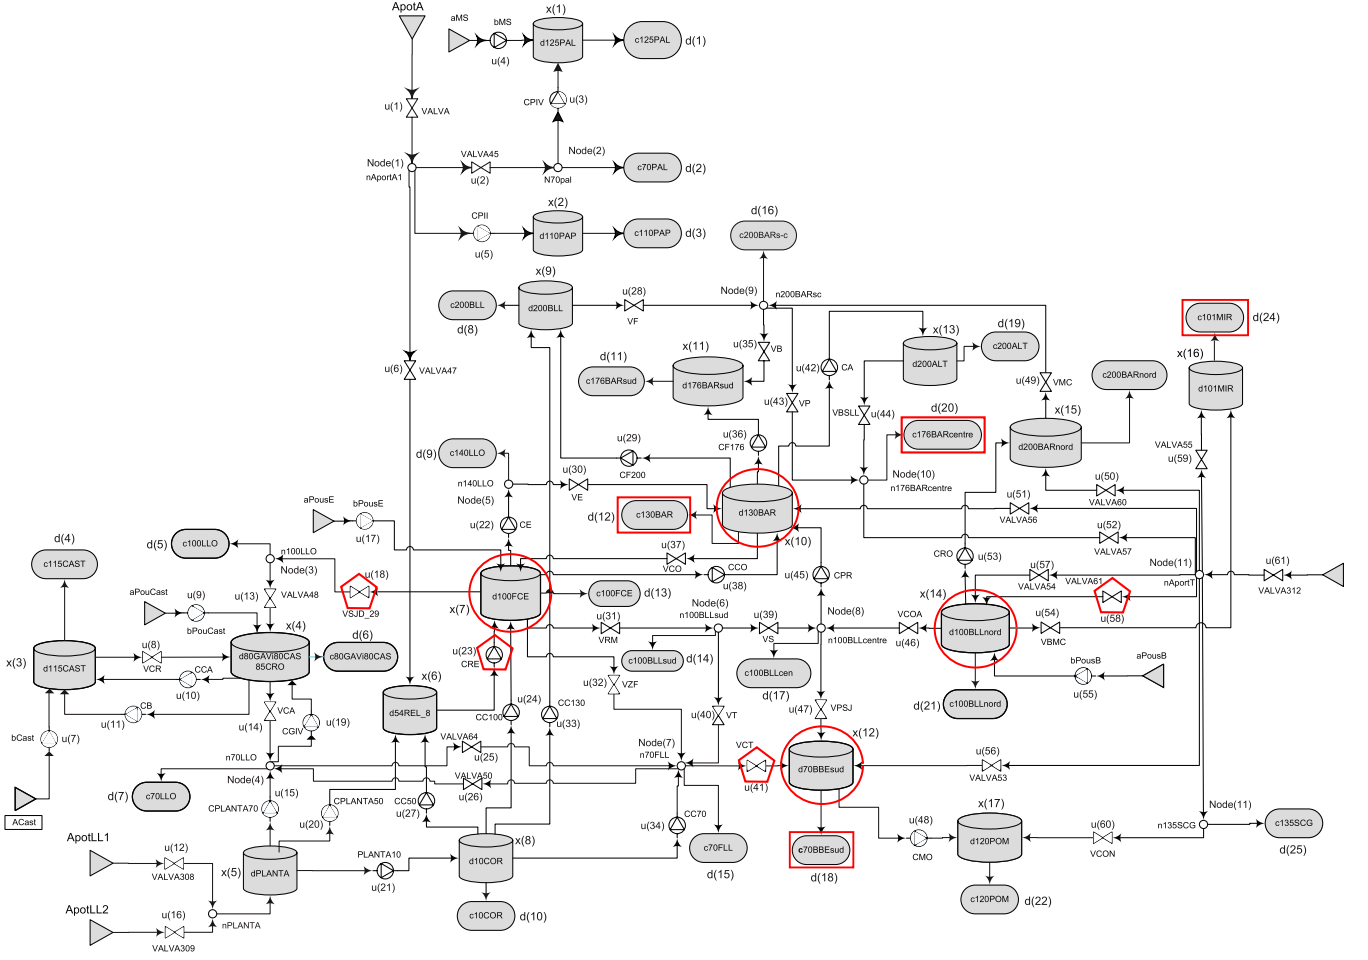 ApotA
aMS
bMS
u(4)
x(1)
d125PAL
c125PAL
d(1)
CPIV
u(3)
u(1)
VALVA
Node(1)
nAportA1
VALVA45
u(2)
Node(2)
N70pal
c70PAL
d(2)
CPII
u(5)
x(2)
d110PAP
c110PAP
d(3)
d(16)
c200BARs-c
x(9)
c200BLL
d(8)
d200BLL
u(28)
VF
Node(9)
n200BARsc
u(6)
VALVA47
d(11)
c176BARsud
x(11)
d176BARsud
u(35)
VB
u(42)
CA
x(13)
d200ALT
d(19)
c200ALT
c101MIR
d(24)
x(16)
d101MIR
u(43)
VP
VBSLL
u(44)
u(49)
VMC
c200BARnord
x(15)
d200BARnord
d(20)
c176BARcentre
u(36)
CF176
u(29)
CF200
d(9)
c140LLO
n140LLO
Node(5)
u(30)
VE
u(22)
CE
Node(10)
n176BARcentre
VALVA55
u(59)
u(50)
VALVA60
u(51)
VALVA56
u(52)
VALVA57
d(12)
c130BAR
d130BAR
x(10)
aPousE
bPousE
u(17)
d(5)
c100LLO
n100LLO
Node(3)
u(18)
VSJD_29
x(7)
d100FCE
u(37)
VCO
CCO
u(38)
c100FCE
d(13)
u(45)
CPR
CRO
u(53)
u(57)
VALVA54
VALVA61
u(58)
Node(11)
nAportT
u(61)
VALVA312
d(4)
c115CAST
aPouCast
u(9)
bPouCast
u(13)
VALVA48
x(4)
d80GAVi80CAS
85CRO
d(6)
c80GAVi80CAS
x(3)
d115CAST
u(8)
VCR
CCA
u(10)
CB
u(11)
bCast
u(7)
VCA
u(14)
CGIV
u(19)
u(23)
CRE
u(31)
VRM
Node(6)
n100BLLsud
u(39)
VS
Node(8)
n100BLLcentre
VCOA
u(46)
x(14)
d100BLLnord
u(54)
VBMC
bPousB
u(55)
aPousB
d(21)
c100BLLnord
c100BLLsud
d(14)
c100BLLcen
d(17)
x(6)
d54REL_8
u(24)
CC100
CC130
u(33)
u(32)
VZF
u(40)
VT
u(47)
VPSJ
x(12)
d70BBEsud
VCT
u(41)
u(56)
VALVA53
n70LLO
Node(4)
VALVA64
u(25)
VALVA50
u(26)
Node(7)
n70FLL
ACast
d(7)
c70LLO
CPLANTA70
u(15)
CPLANTA50
u(20)
CC50
u(27)
u(34)
CC70
ApotLL1
u(12)
VALVA308
ApotLL2
u(16)
VALVA309
nPLANTA
x(5)
dPLANTA
PLANTA10
u(21)
x(8)
d10COR
c10COR
d(10)
c70FLL
d(15)
c70BBEsud
d(18)
u(48)
CMO
x(17)
d120POM
c120POM
d(22)
u(60)
VCON
Node(11)
n135SCG
c135SCG
d(25)